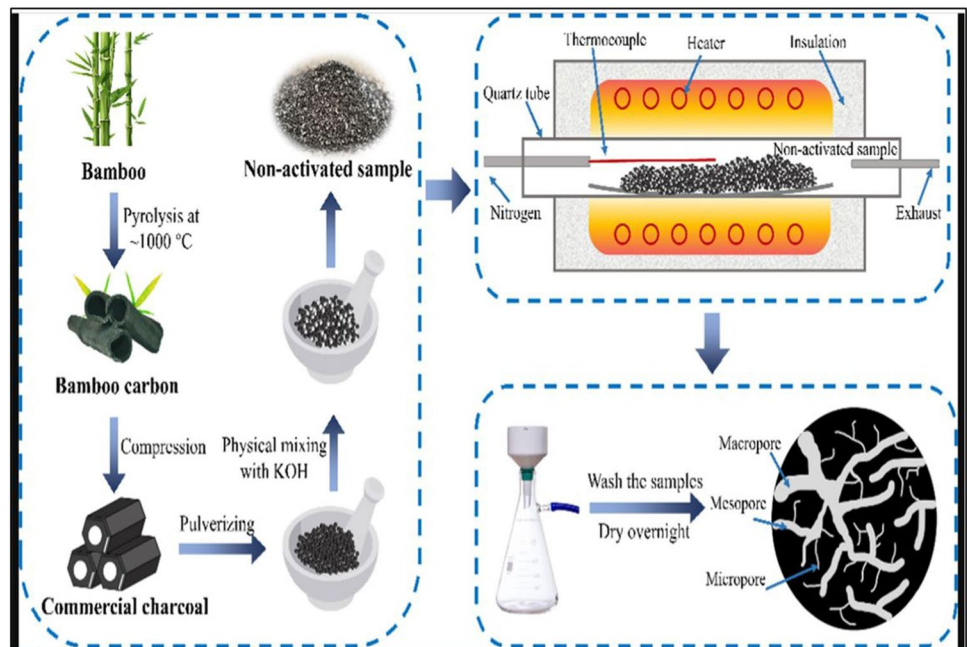 Bamboo
Pyrolysis at
~1000 °C
Bamboo carbon
Compression
Commercial charcoal
Pulverizing
Physical mixing
with KOH
Non-activated sample
Thermocouple
Heater
Insulation
Quartz tube
Non-activated sample
Nitrogen
Exhaust
Wash the samples
Dry overnight
Macropore
Mesopore
Micropore